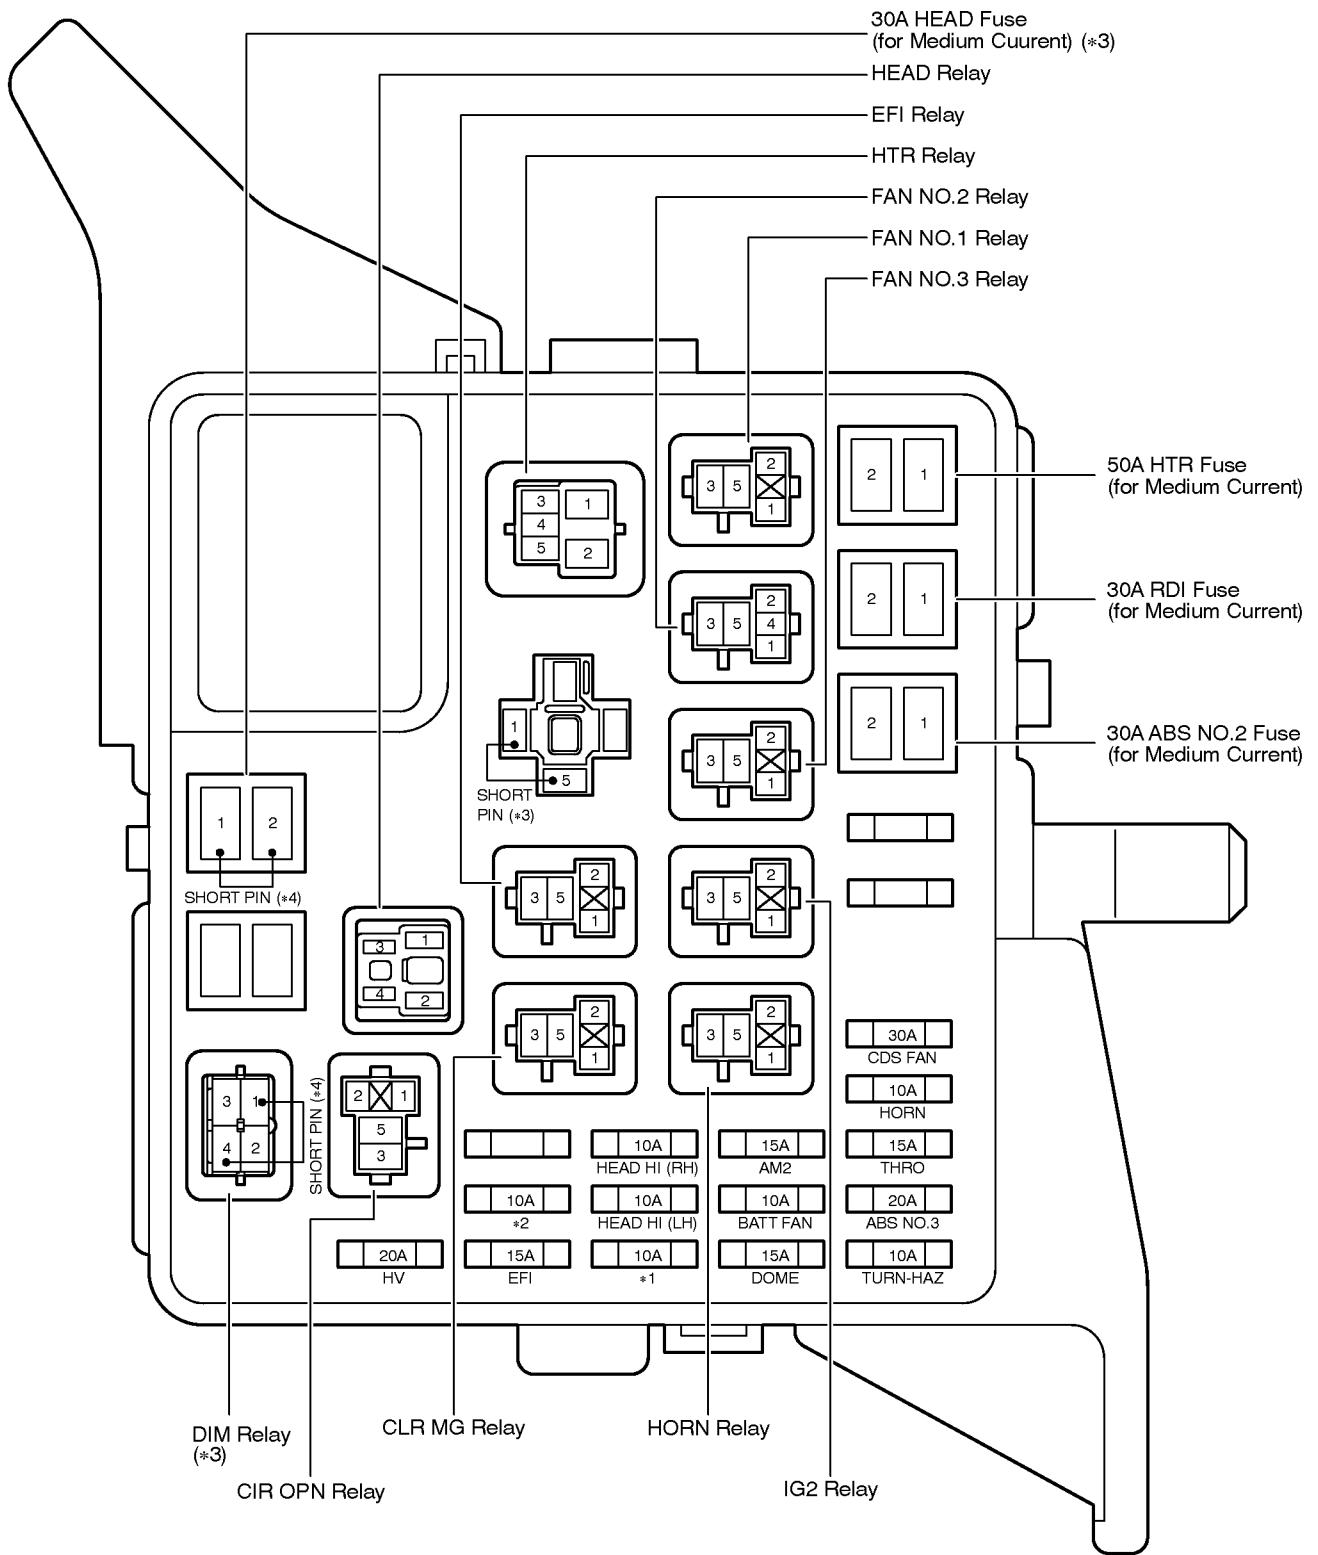 30A HEAD Fuse
(for Medium Cuurent) (*3)
HEAD Relay
EFI Relay
HTR Relay
FAN NO.2 Relay
FAN NO.1 Relay
FAN NO.3 Relay
2
3 5
1
2 1
50A HTR Fuse
(for Medium Current)
3 1
4
5 2
2
3 5 4
1
2 1
30A RDI Fuse
(for Medium Current)
1
5
SHORT
PIN (*3)
2
3 5
1
2 1
30A ABS NO.2 Fuse
(for Medium Current)
1 2
SHORT PIN (*4)
3 1
4 2
2
3 5
1
2
3 5
1
2
3 5
1
2
3 5
1
3 1
4 2
SHORT PIN (*4)
2 1
5
3
30A
CDS FAN
10A
HORN
10A
HEAD HI (RH)
15A
AM2
15A
THRO
10A
*2
10A
HEAD HI (LH)
10A
BATT FAN
20A
ABS NO.3
20A
HV
15A
EFI
10A
*1
15A
DOME
10A
TURN-HAZ
DIM Relay
(*3)
CLR MG Relay
HORN Relay
CIR OPN Relay
IG2 Relay